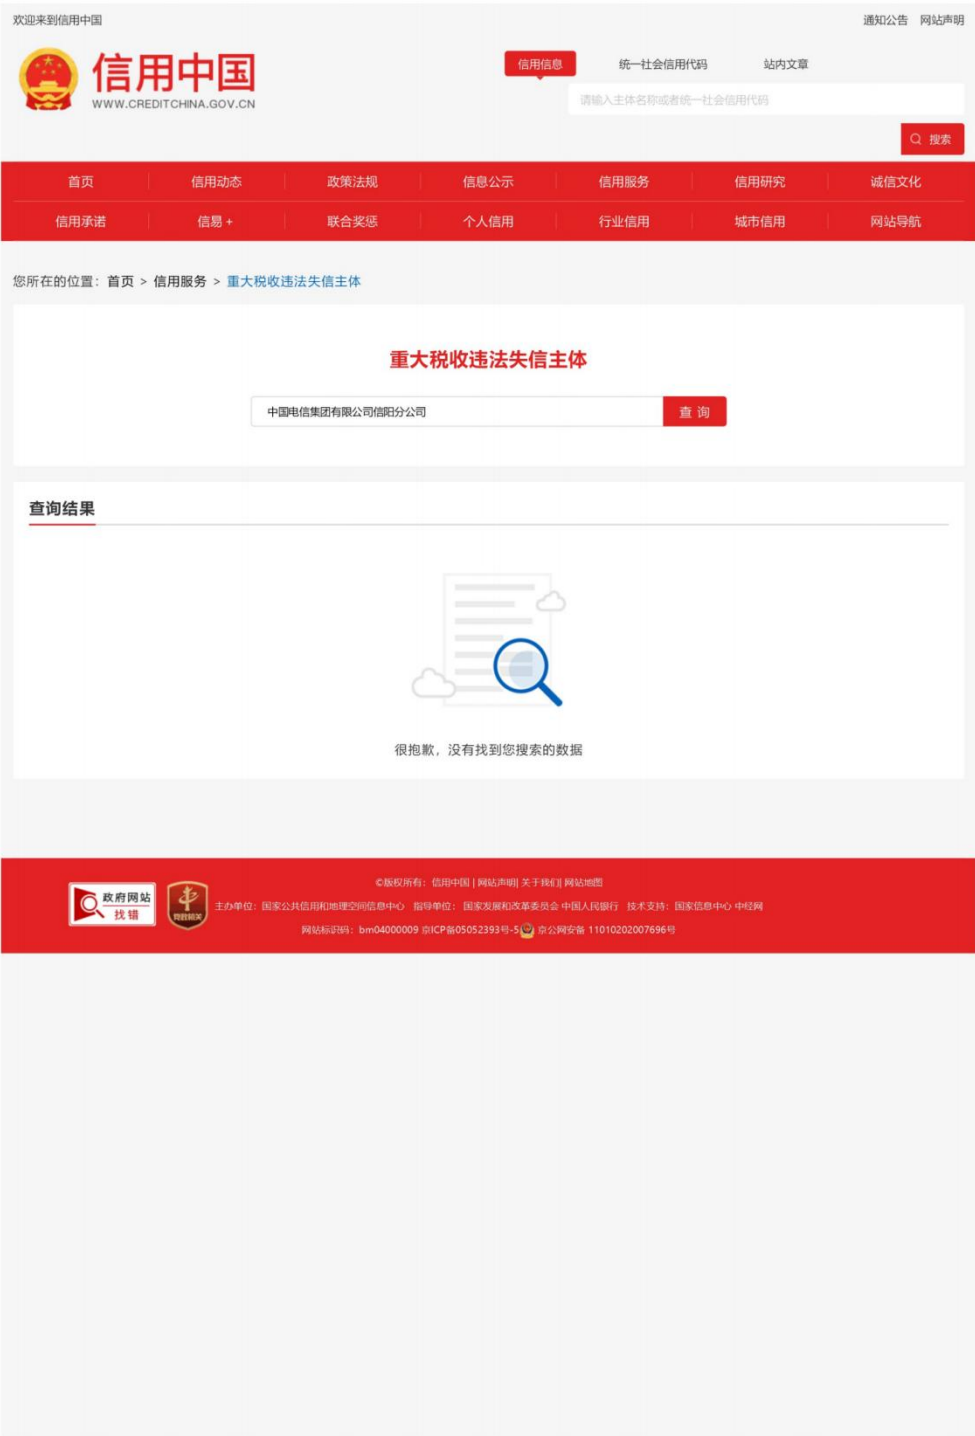 欢迎来到信用中国
通知公告 网站声明
信用中国
WWW.CREDITCHINA.GOV.CN
信用信息 统一社会信用代码 站内文章
请输入主体名称或者统一社会信用代码
搜索
首页 信用动态 政策法规 信息公示 信用服务 信用研究 诚信文化
信用承诺 信易+ 联合奖惩 个人信用 行业信用 城市信用 网站导航
您所在的位置：首页 > 信用服务 > 重大税收违法失信主体
重大税收违法失信主体
中国电信集团有限公司信阳分公司
查询
查询结果
很抱歉，没有找到您搜索的数据
©版权所有：信用中国 | 网站声明| 关于我们| 网站地图
政府网站
找错
党政机关
主办单位：国家公共信用和地理空间信息中心 指导单位：国家发展和改革委员会 中国人民银行 技术支持：国家信息中心 中经网
网站标识码：bm04000009 京ICP备05052393号-5 京公网安备 11010202007696号